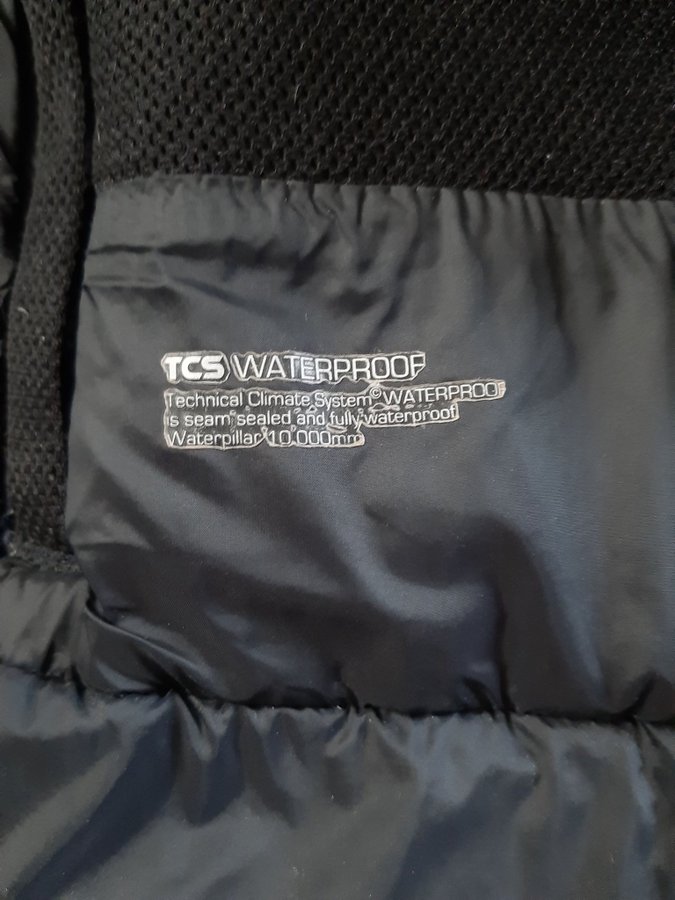 TCS WATERPROOF
Technical Climate System© WATERPROOF
is seam sealed and fully waterproof
Waterpillar 10.000mm